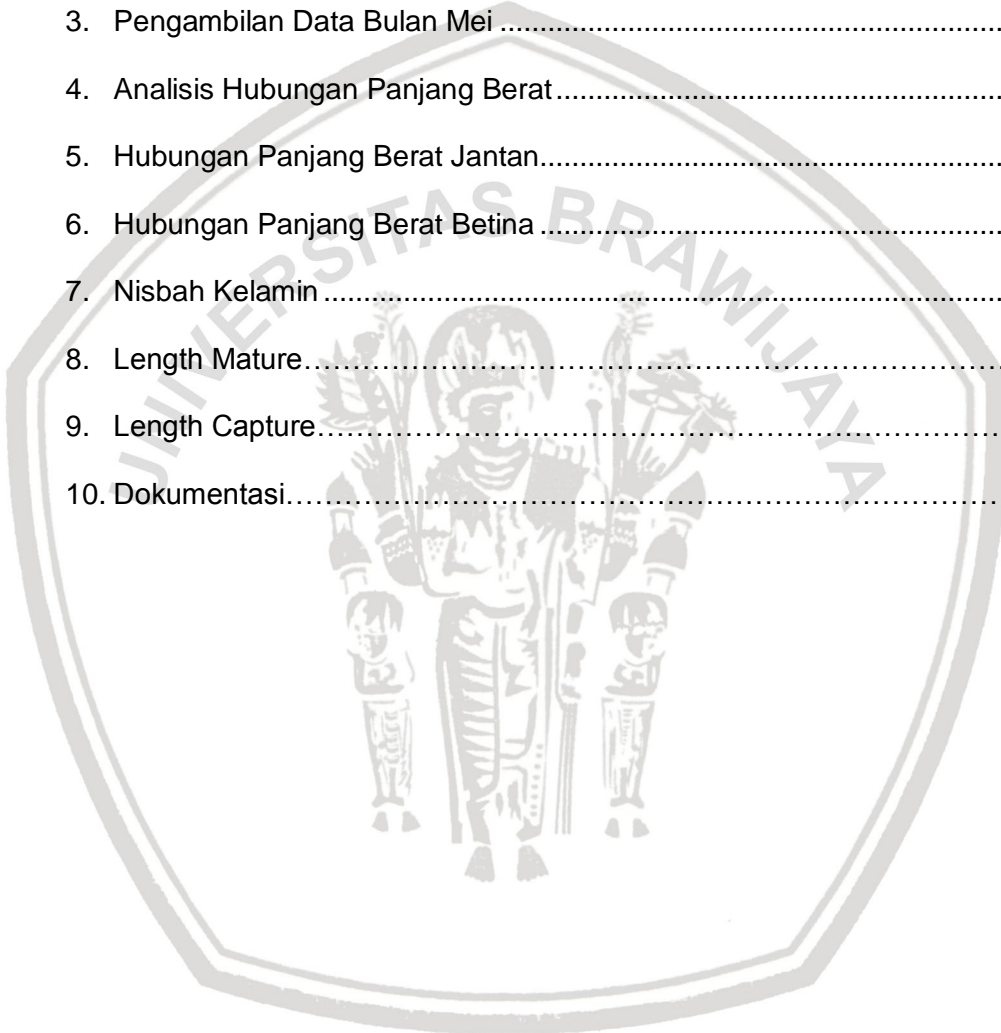 3. Pengambilan Data Bulan Mei ........................................................................
4. Analisis Hubungan Panjang Berat ................................................................
5. Hubungan Panjang Berat Jantan..................................................................
6. Hubungan Panjang Berat Betina ..................................................................
7. Nisbah Kelamin .............................................................................................
8. Length Mature……………………………………………………………………….
9. Length Capture……………………………………………………………………….
10. Dokumentasi……………………………………………………………………….
UNIVERSITAS BRAWIJAYA